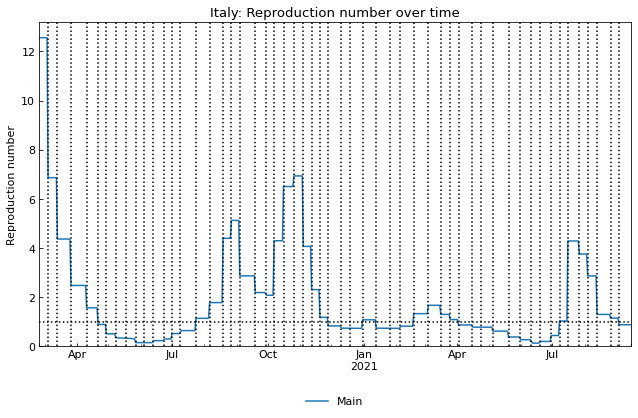 Italy: Reproduction number over time
Reproduction number
12
10
8
6
4
2
0
Apr
Jul
Oct
Jan
2021
Apr
Jul
Main